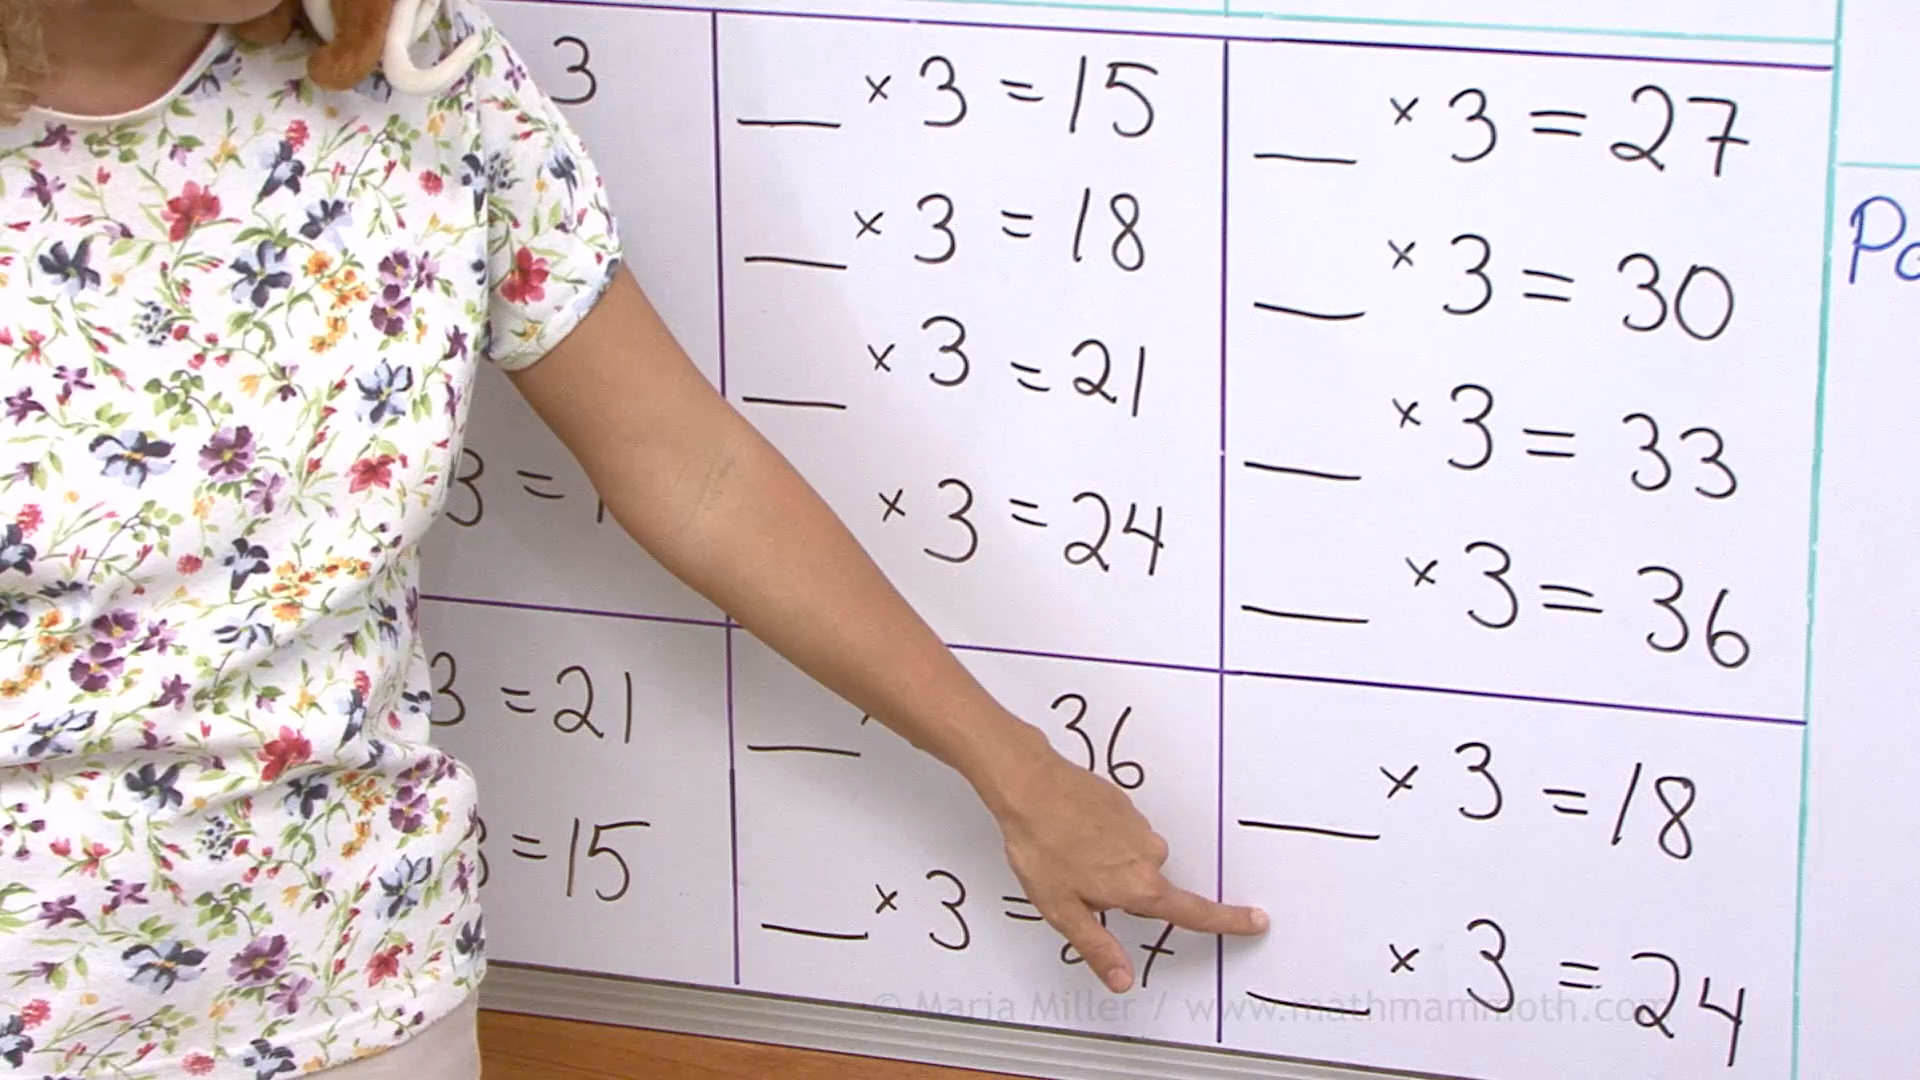 3
__ × 3 = 15
__ × 3 = 18
__ × 3 = 21
× 3 = 24
__ × 3 = 27
__ × 3 = 30
__ × 3 = 33
__ × 3 = 36
3 =
3 = 21
= 15
__ 36
__ × 3 = 27
__ × 3 = 18
__ × 3 = 24
© Maria Miller / www.mathmammoth.com